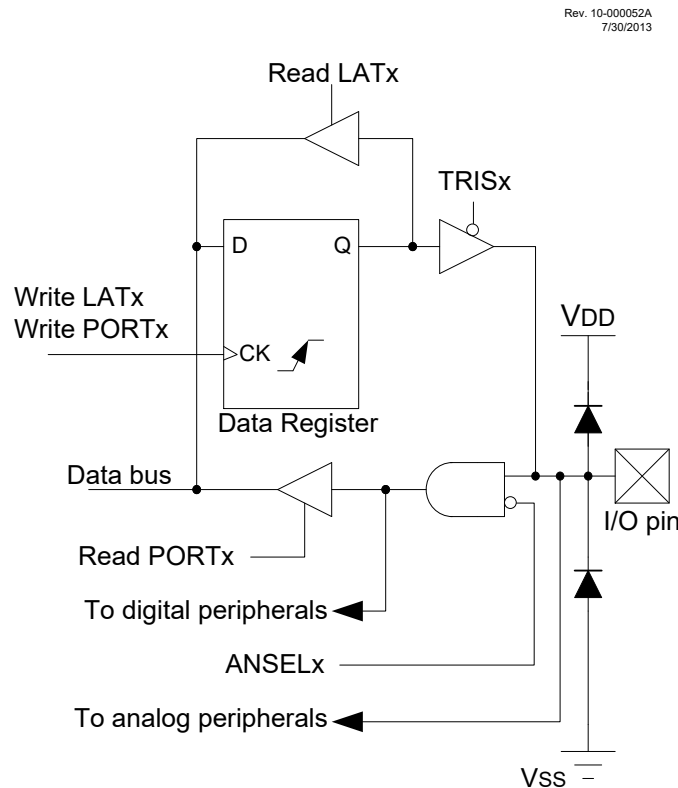 Rev. 10-000052A
7/30/2013
Read LATx
TRISx
D
Q
Write LATx
Write PORTx
CK
VDD
Data Register
Data bus
I/O pin
Read PORTx
To digital peripherals
ANSELx
To analog peripherals
Vss